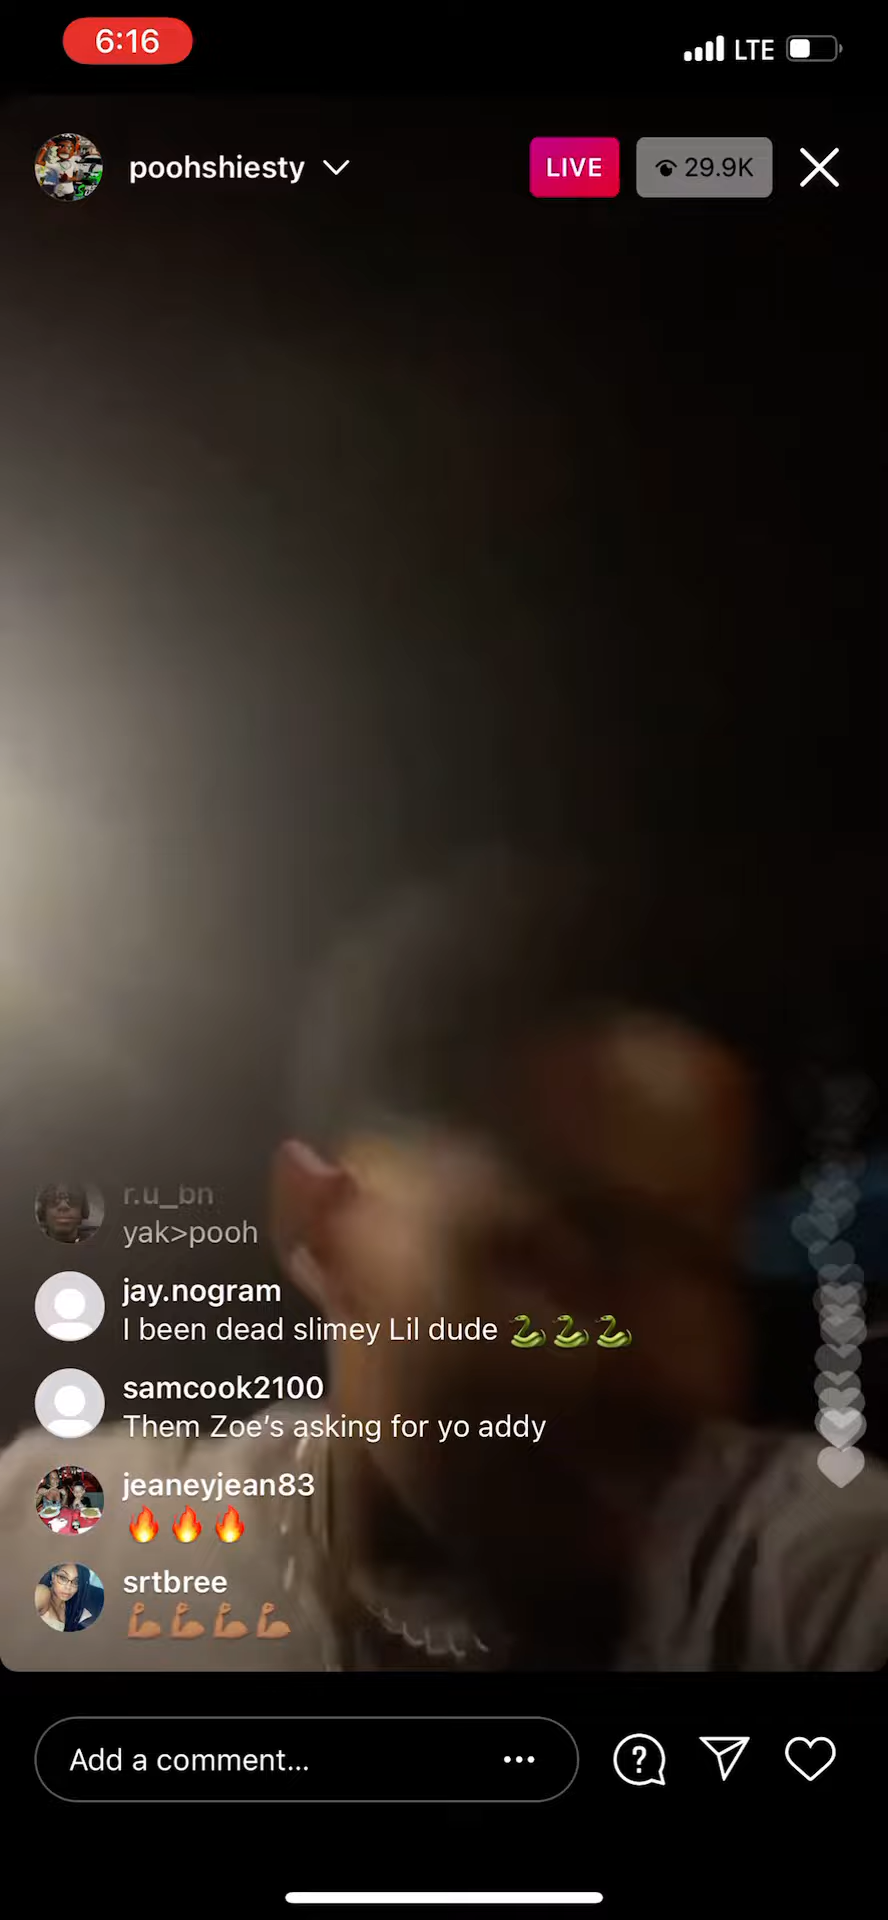 6:16
LTE
poohshiesty
LIVE
29.9K
r.u_bn
yak>pooh
jay.nogram
I been dead slimey Lil dude 🐍🐍🐍
samcook2100
Them Zoe's asking for yo addy
jeaneyjean83
🔥🔥🔥
srtbree
💪🏽💪🏽💪🏽💪🏽
Add a comment...